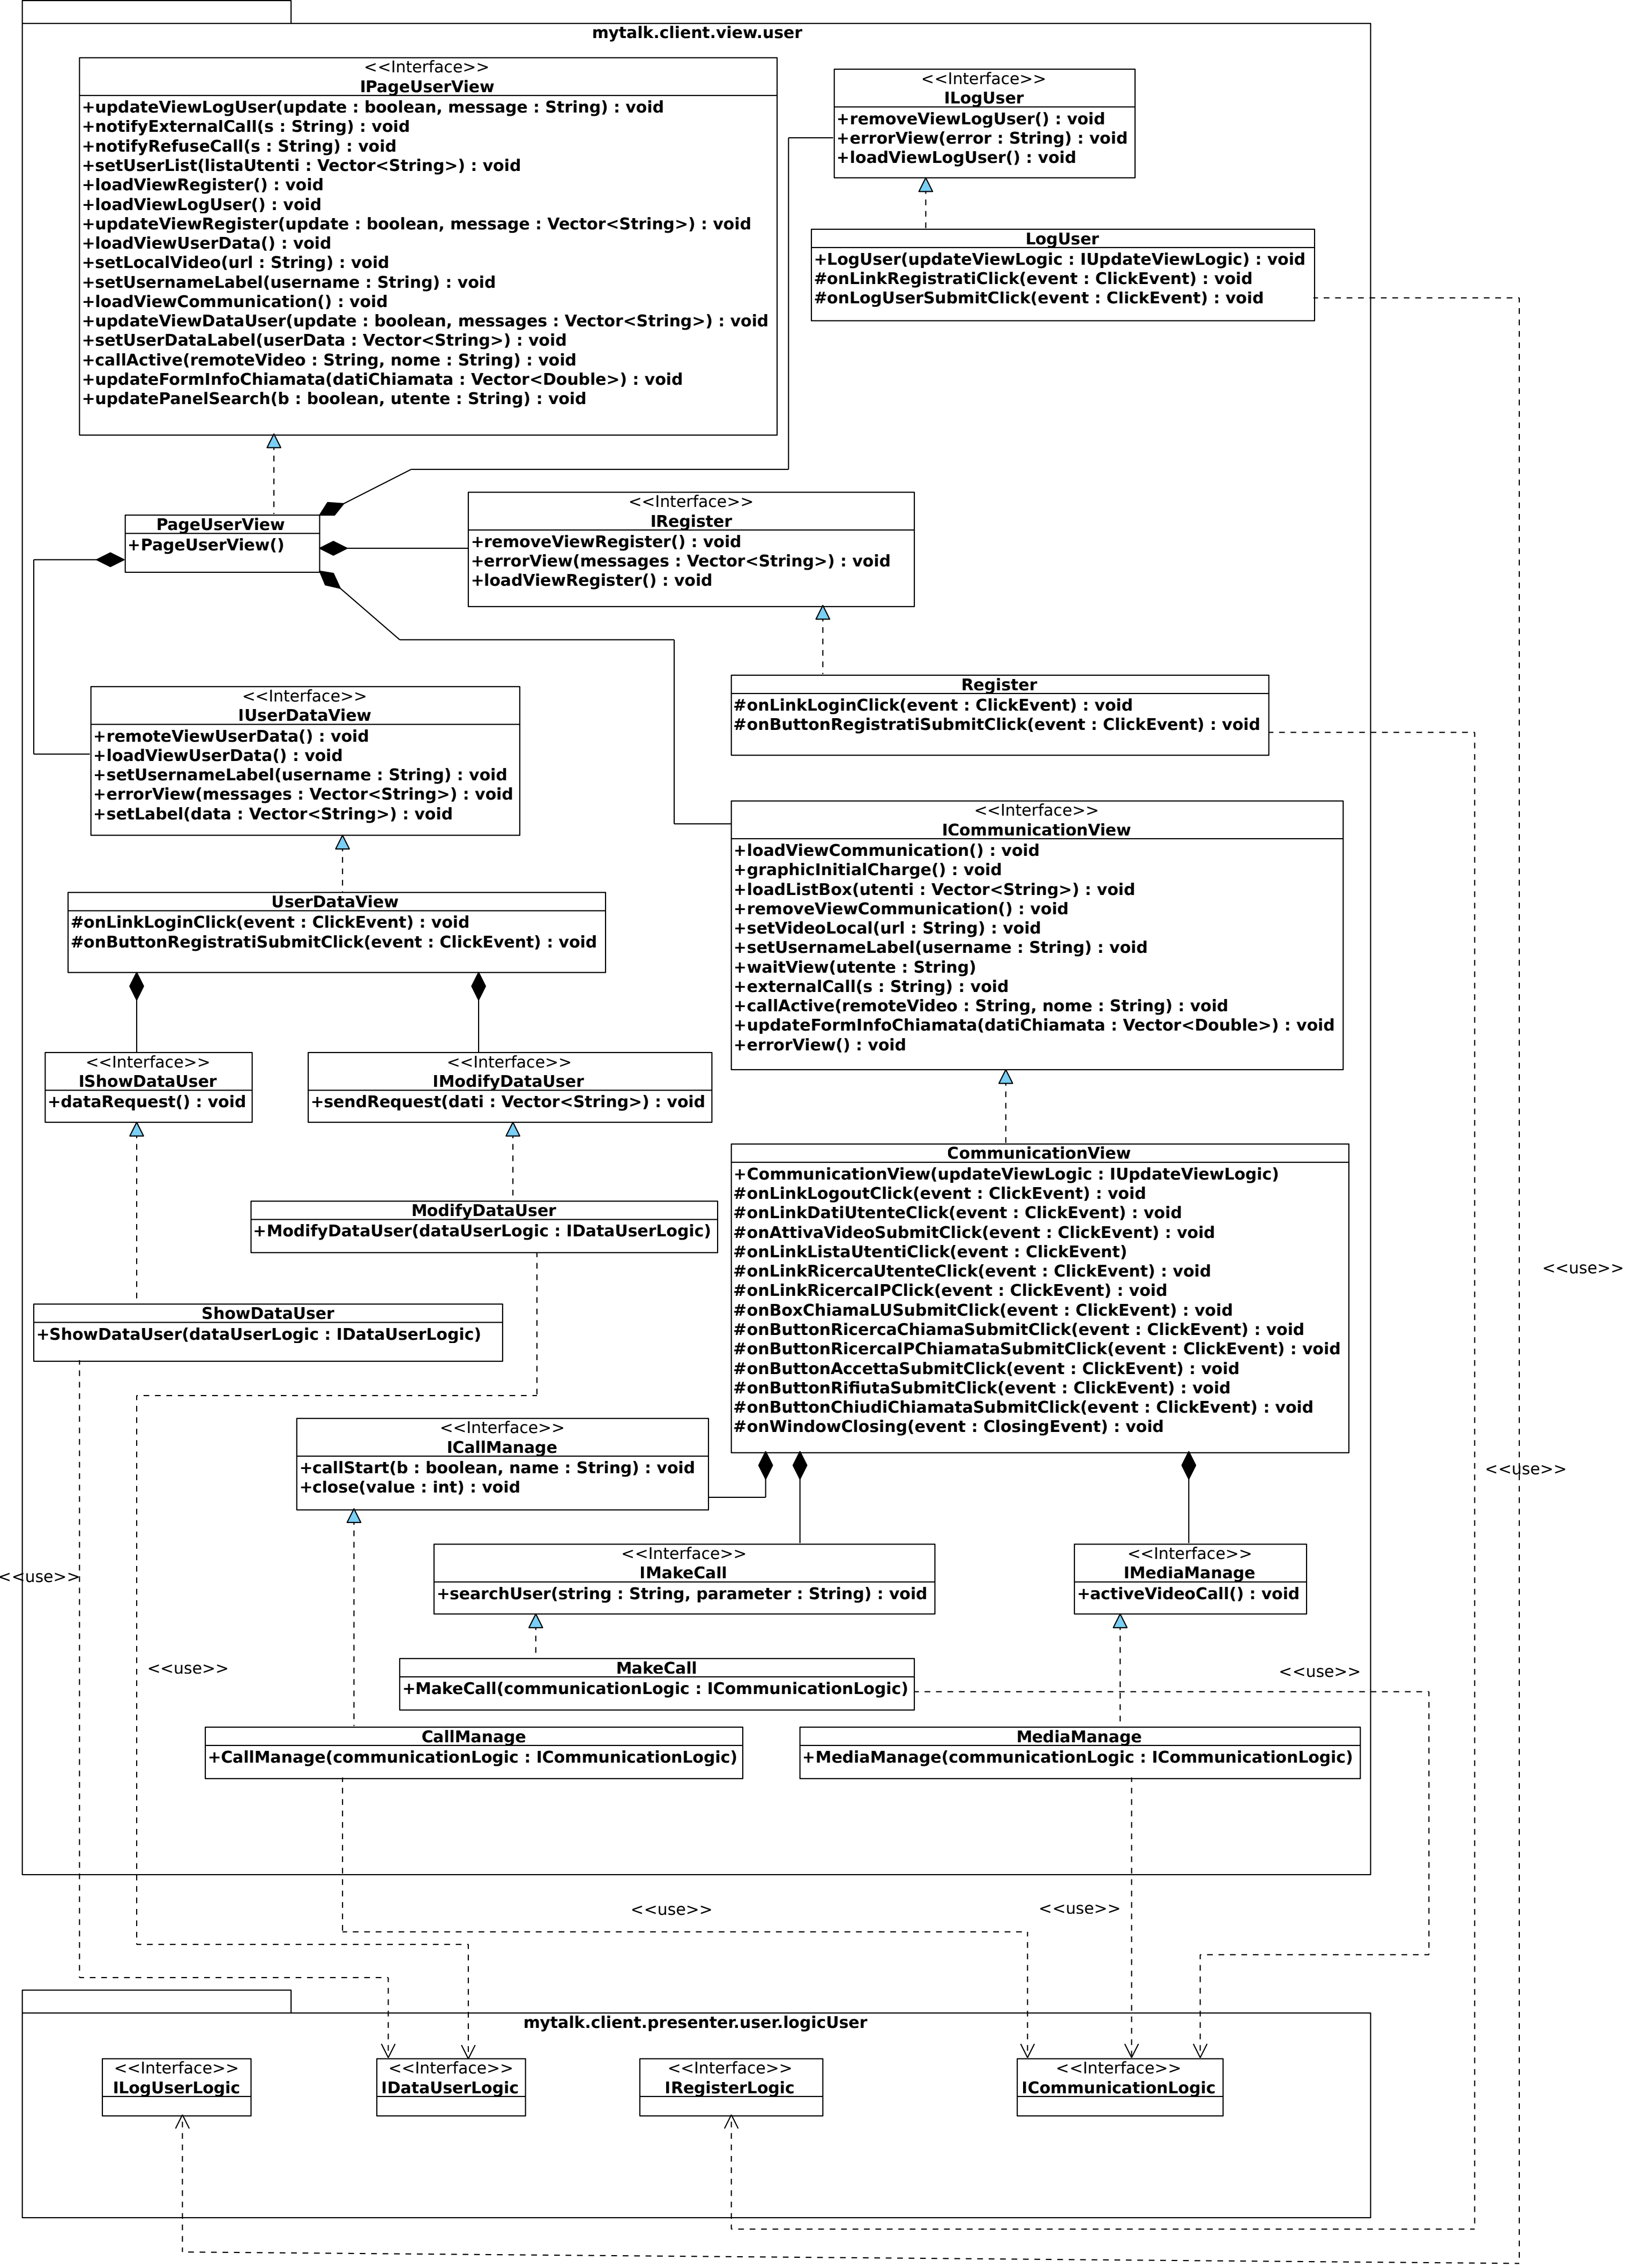 mytalk.client.view.user
<<Interface>>
IPageUserView
+updateViewLogUser(update : boolean, message : String) : void
+notifyExternalCall(s : String) : void
+notifyRefuseCall(s : String) : void
+setUserList(listaUtenti : Vector<String>) : void
+loadViewRegister() : void
+loadViewLogUser() : void
+updateViewRegister(update : boolean, message : Vector<String>) : void
+loadViewUserData() : void
+setLocalVideo(url : String) : void
+setUsernameLabel(username : String) : void
+loadViewCommunication() : void
+updateViewDataUser(update : boolean, messages : Vector<String>) : void
+setUserDataLabel(userData : Vector<String>) : void
+callActive(remoteVideo : String, nome : String) : void
+updateFormInfoChiamata(datiChiamata : Vector<Double>) : void
+updatePanelSearch(b : boolean, utente : String) : void
<<Interface>>
ILogUser
+removeViewLogUser() : void
+errorView(error : String) : void
+loadViewLogUser() : void
LogUser
+LogUser(updateViewLogic : IUpdateViewLogic) : void
#onLinkRegistratiClick(event : ClickEvent) : void
#onLogUserSubmitClick(event : ClickEvent) : void
PageUserView
+PageUserView()
<<Interface>>
IRegister
+removeViewRegister() : void
+errorView(messages : Vector<String>) : void
+loadViewRegister() : void
Register
#onLinkLoginClick(event : ClickEvent) : void
#onButtonRegistratiSubmitClick(event : ClickEvent) : void
<<Interface>>
IUserDataView
+remoteViewUserData() : void
+loadViewUserData() : void
+setUsernameLabel(username : String) : void
+errorView(messages : Vector<String>) : void
+setLabel(data : Vector<String>) : void
<<Interface>>
ICommunicationView
+loadViewCommunication() : void
+graphicInitialCharge() : void
+loadListBox(utenti : Vector<String>) : void
+removeViewCommunication() : void
+setVideoLocal(url : String) : void
+setUsernameLabel(username : String) : void
+waitView(utente : String)
+externalCall(s : String) : void
+callActive(remoteVideo : String, nome : String) : void
+updateFormInfoChiamata(datiChiamata : Vector<Double>) : void
+errorView() : void
UserDataView
#onLinkLoginClick(event : ClickEvent) : void
#onButtonRegistratiSubmitClick(event : ClickEvent) : void
<<Interface>>
IShowDataUser
+dataRequest() : void
<<Interface>>
IModifyDataUser
+sendRequest(dati : Vector<String>) : void
CommunicationView
+CommunicationView(updateViewLogic : IUpdateViewLogic)
#onLinkLogoutClick(event : ClickEvent) : void
#onLinkDatiUtenteClick(event : ClickEvent) : void
#onAttivaVideoSubmitClick(event : ClickEvent) : void
#onLinkListaUtentiClick(event : ClickEvent)
#onLinkRicercaUtenteClick(event : ClickEvent) : void
#onLinkRicercaIPClick(event : ClickEvent) : void
#onBoxChiamaLUSubmitClick(event : ClickEvent) : void
#onButtonRicercaChiamaSubmitClick(event : ClickEvent) : void
#onButtonRicercaIPChiamataSubmitClick(event : ClickEvent) : void
#onButtonAccettaSubmitClick(event : ClickEvent) : void
#onButtonRifiutaSubmitClick(event : ClickEvent) : void
#onButtonChiudiChiamataSubmitClick(event : ClickEvent) : void
#onWindowClosing(event : ClosingEvent) : void
ModifyDataUser
+ModifyDataUser(dataUserLogic : IDataUserLogic)
<<use>>
ShowDataUser
+ShowDataUser(dataUserLogic : IDataUserLogic)
<<Interface>>
ICallManage
+callStart(b : boolean, name : String) : void
+close(value : int) : void
<<use>>
<<Interface>>
IMakeCall
+searchUser(string : String, parameter : String) : void
<<Interface>>
IMediaManage
+activeVideoCall() : void
<<use>>
<<use>>
MakeCall
+MakeCall(communicationLogic : ICommunicationLogic)
<<use>>
CallManage
+CallManage(communicationLogic : ICommunicationLogic)
MediaManage
+MediaManage(communicationLogic : ICommunicationLogic)
<<use>>
<<use>>
mytalk.client.presenter.user.logicUser
<<Interface>>
ILogUserLogic
<<Interface>>
IDataUserLogic
<<Interface>>
IRegisterLogic
<<Interface>>
ICommunicationLogic